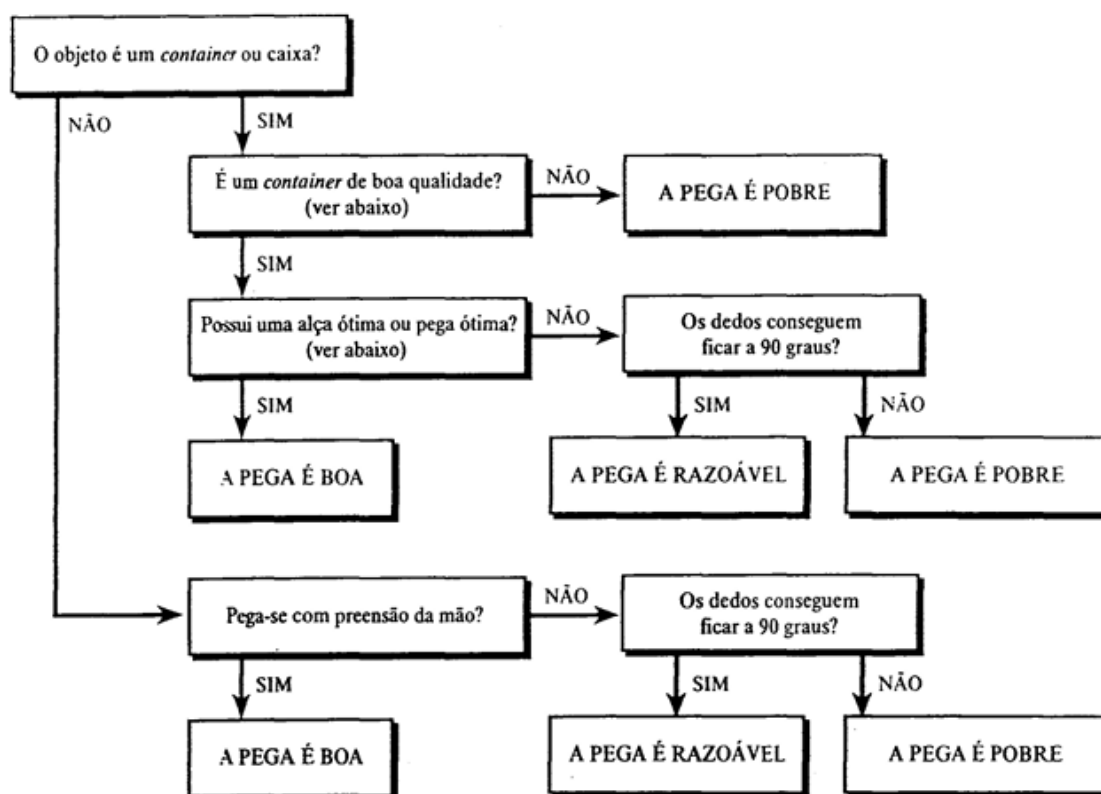 O objeto é um container ou caixa?
NÃO
SIM
É um container de boa qualidade?
(ver abaixo)
NÃO
A PEGA É POBRE
SIM
Possui uma alça ótima ou pega ótima?
(ver abaixo)
NÃO
Os dedos conseguem
ficar a 90 graus?
SIM
SIM
NÃO
A PEGA É BOA
A PEGA É RAZOÁVEL
A PEGA É POBRE
Pega-se com preensão da mão?
NÃO
Os dedos conseguem
ficar a 90 graus?
SIM
SIM
NÃO
A PEGA É BOA
A PEGA É RAZOÁVEL
A PEGA É POBRE